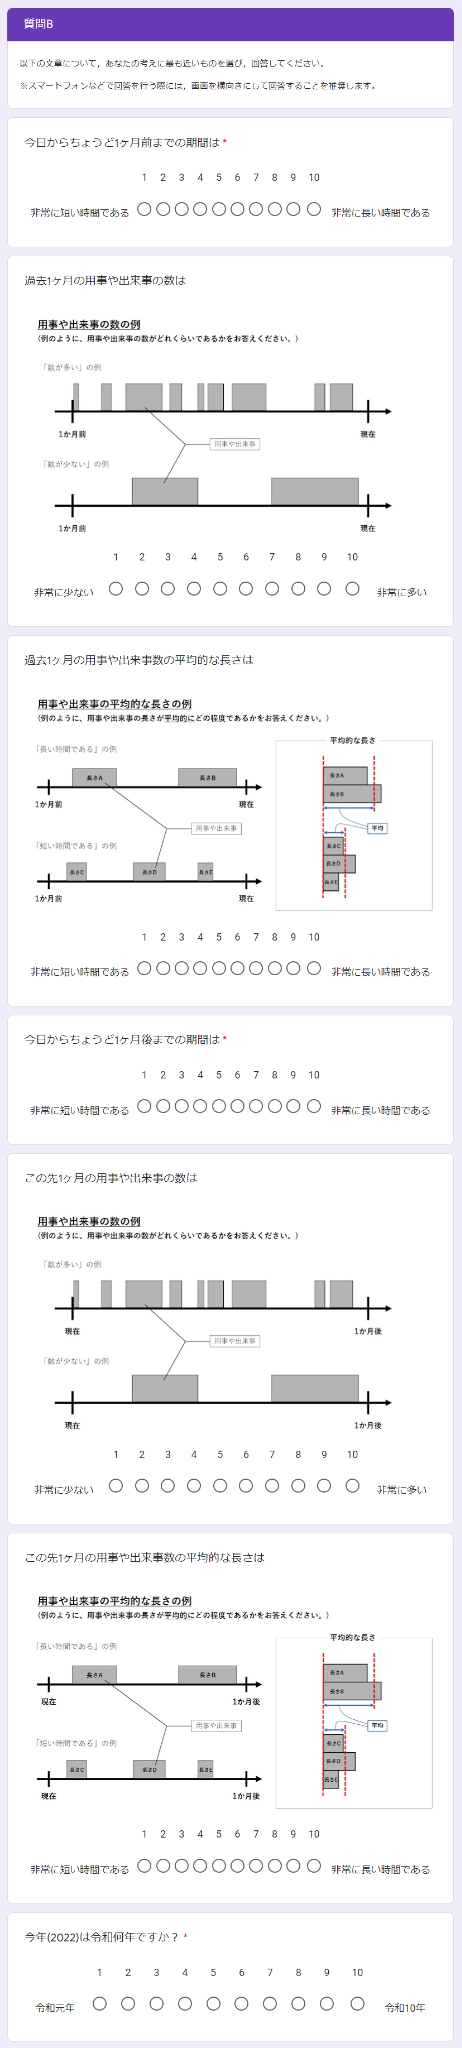 質問B
以下の文章について，あなたの考えに最も近いものを選び，回答してください。
※スマートフォンなどで回答を行う際には，画面を横向きにして回答することを推奨します。
今日からちょうど1ヶ月前までの期間は *
1 2 3 4 5 6 7 8 9 10
非常に短い時間である 非常に長い時間である
過去1ヶ月の用事や出来事の数は
用事や出来事の数の例
(例のように、用事や出来事の数がどれくらいであるかをお答えください。)
「数が多い」の例
1か月前 現在
用事や出来事
「数が少ない」の例
1か月前 現在
1 2 3 4 5 6 7 8 9 10
非常に少ない 非常に多い
過去1ヶ月の用事や出来事数の平均的な長さは
用事や出来事の平均的な長さの例
(例のように、用事や出来事の長さが平均的にどの程度であるかをお答えください。)
平均的な長さ
「長い時間である」の例
長さA 長さB
長さA
長さB
1か月前 現在
用事や出来事
平均
「短い時間である」の例
長さC 長さD 長さE
長さC
長さD
長さE
1か月前 現在
1 2 3 4 5 6 7 8 9 10
非常に短い時間である 非常に長い時間である
今日からちょうど1ヶ月後までの期間は *
1 2 3 4 5 6 7 8 9 10
非常に短い時間である 非常に長い時間である
この先1ヶ月の用事や出来事の数は
用事や出来事の数の例
(例のように、用事や出来事の数がどれくらいであるかをお答えください。)
「数が多い」の例
現在 1か月後
用事や出来事
「数が少ない」の例
現在 1か月後
1 2 3 4 5 6 7 8 9 10
非常に少ない 非常に多い
この先1ヶ月の用事や出来事数の平均的な長さは
用事や出来事の平均的な長さの例
(例のように、用事や出来事の長さが平均的にどの程度であるかをお答えください。)
平均的な長さ
「長い時間である」の例
長さA 長さB
長さA
長さB
現在 1か月後
用事や出来事
平均
「短い時間である」の例
長さC 長さD 長さE
長さC
長さD
長さE
現在 1か月後
1 2 3 4 5 6 7 8 9 10
非常に短い時間である 非常に長い時間である
今年(2022)は令和何年ですか？ *
1 2 3 4 5 6 7 8 9 10
令和元年 令和10年